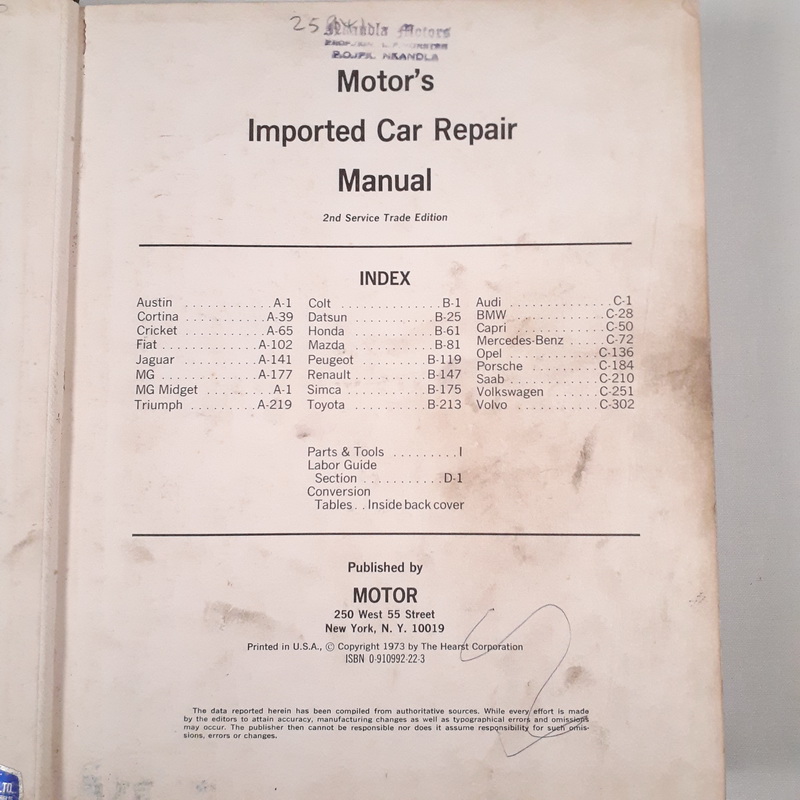 Nkandla Motors
NKANDLA
Motor's
Imported Car Repair
Manual
2nd Service Trade Edition
INDEX
Austin ............ A-1
Cortina ............ A-39
Cricket ............ A-65
Fiat ............ A-102
Jaguar ............ A-141
MG ............ A-177
MG Midget ......... A-1
Triumph ......... A-219
Colt ............ B-1
Datsun ............ B-25
Honda ............ B-61
Mazda ............ B-81
Peugeot ......... B-119
Renault ......... B-147
Simca ......... B-175
Toyota ......... B-213
Audi ............ C-1
BMW ............ C-28
Capri ............ C-50
Mercedes-Benz ..... C-72
Opel ............ C-136
Porsche ......... C-184
Saab ............ C-210
Volkswagen ...... C-251
Volvo ............ C-302
Parts & Tools ......... I
Labor Guide
Section ........... D-1
Conversion
Tables.. Inside back cover
Published by
MOTOR
250 West 55 Street
New York, N. Y. 10019
Printed in U.S.A., © Copyright 1973 by The Hearst Corporation
ISBN 0-910992-22-3
The data reported herein has been compiled from authoritative sources. While every effort is made
by the editors to attain accuracy, manufacturing changes as well as typographical errors and omissions
may occur. The publisher then cannot be responsible nor does it assume responsibility for such omis-
sions, errors or changes.